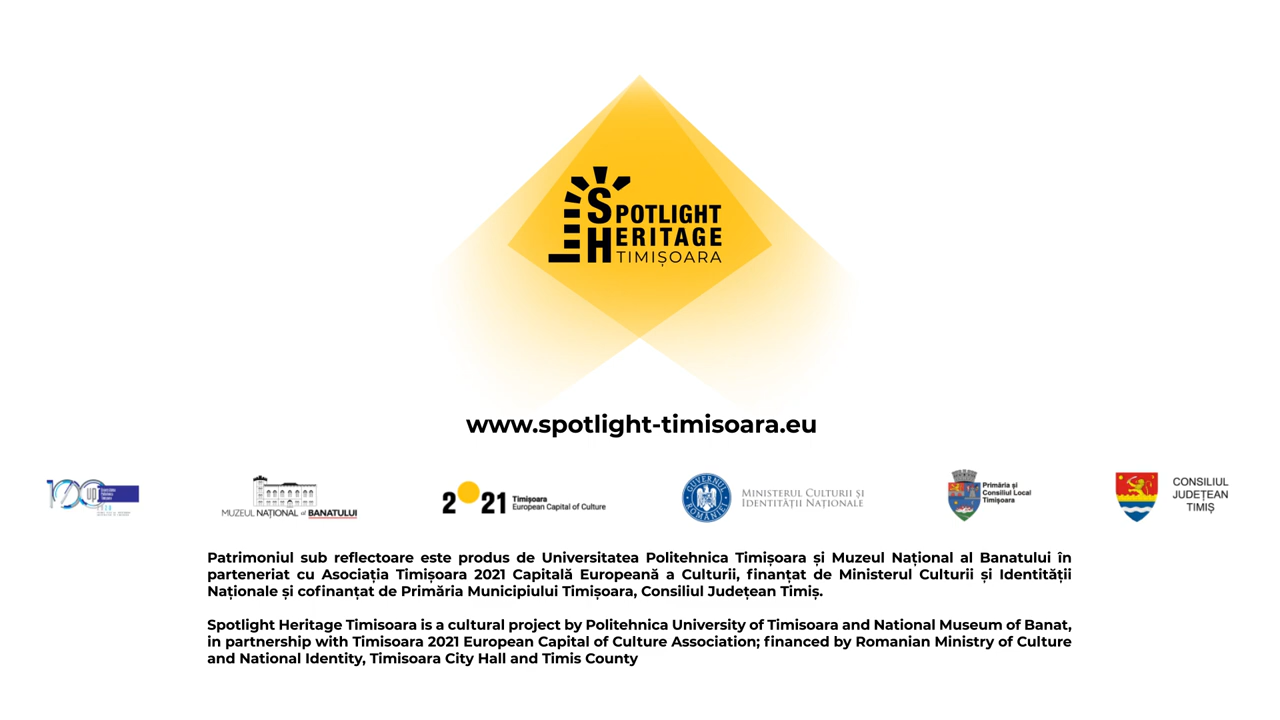 SPOTLIGHT
HERITAGE
TIMIȘOARA
www.spotlight-timisoara.eu
100 up
MUZEUL NAȚIONAL al BANATULUI
2021 Timișoara
European Capital of Culture
GUVERNUL ROMÂNIEI
MINISTERUL CULTURII ȘI
IDENTITĂȚII NAȚIONALE
Primăria și
Consiliul Local
Timișoara
CONSILIUL
JUDEȚEAN
TIMIȘ
Patrimoniul sub reflectoare este produs de Universitatea Politehnica Timișoara și Muzeul Național al Banatului în
parteneriat cu Asociația Timișoara 2021 Capitală Europeană a Culturii, finanțat de Ministerul Culturii și Identității
Naționale și cofinanțat de Primăria Municipiului Timișoara, Consiliul Județean Timiș.
Spotlight Heritage Timisoara is a cultural project by Politehnica University of Timisoara and National Museum of Banat,
in partnership with Timisoara 2021 European Capital of Culture Association; financed by Romanian Ministry of Culture
and National Identity, Timisoara City Hall and Timis County